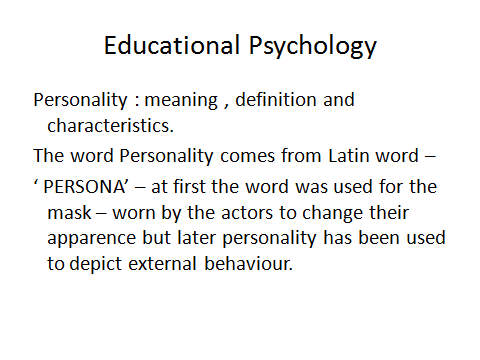 Educational Psychology
Personality : meaning , definition and
characteristics.
The word Personality comes from Latin word –
‘ PERSONA’ – at first the word was used for the
mask – worn by the actors to change their
apparence but later personality has been used
to depict external behaviour.